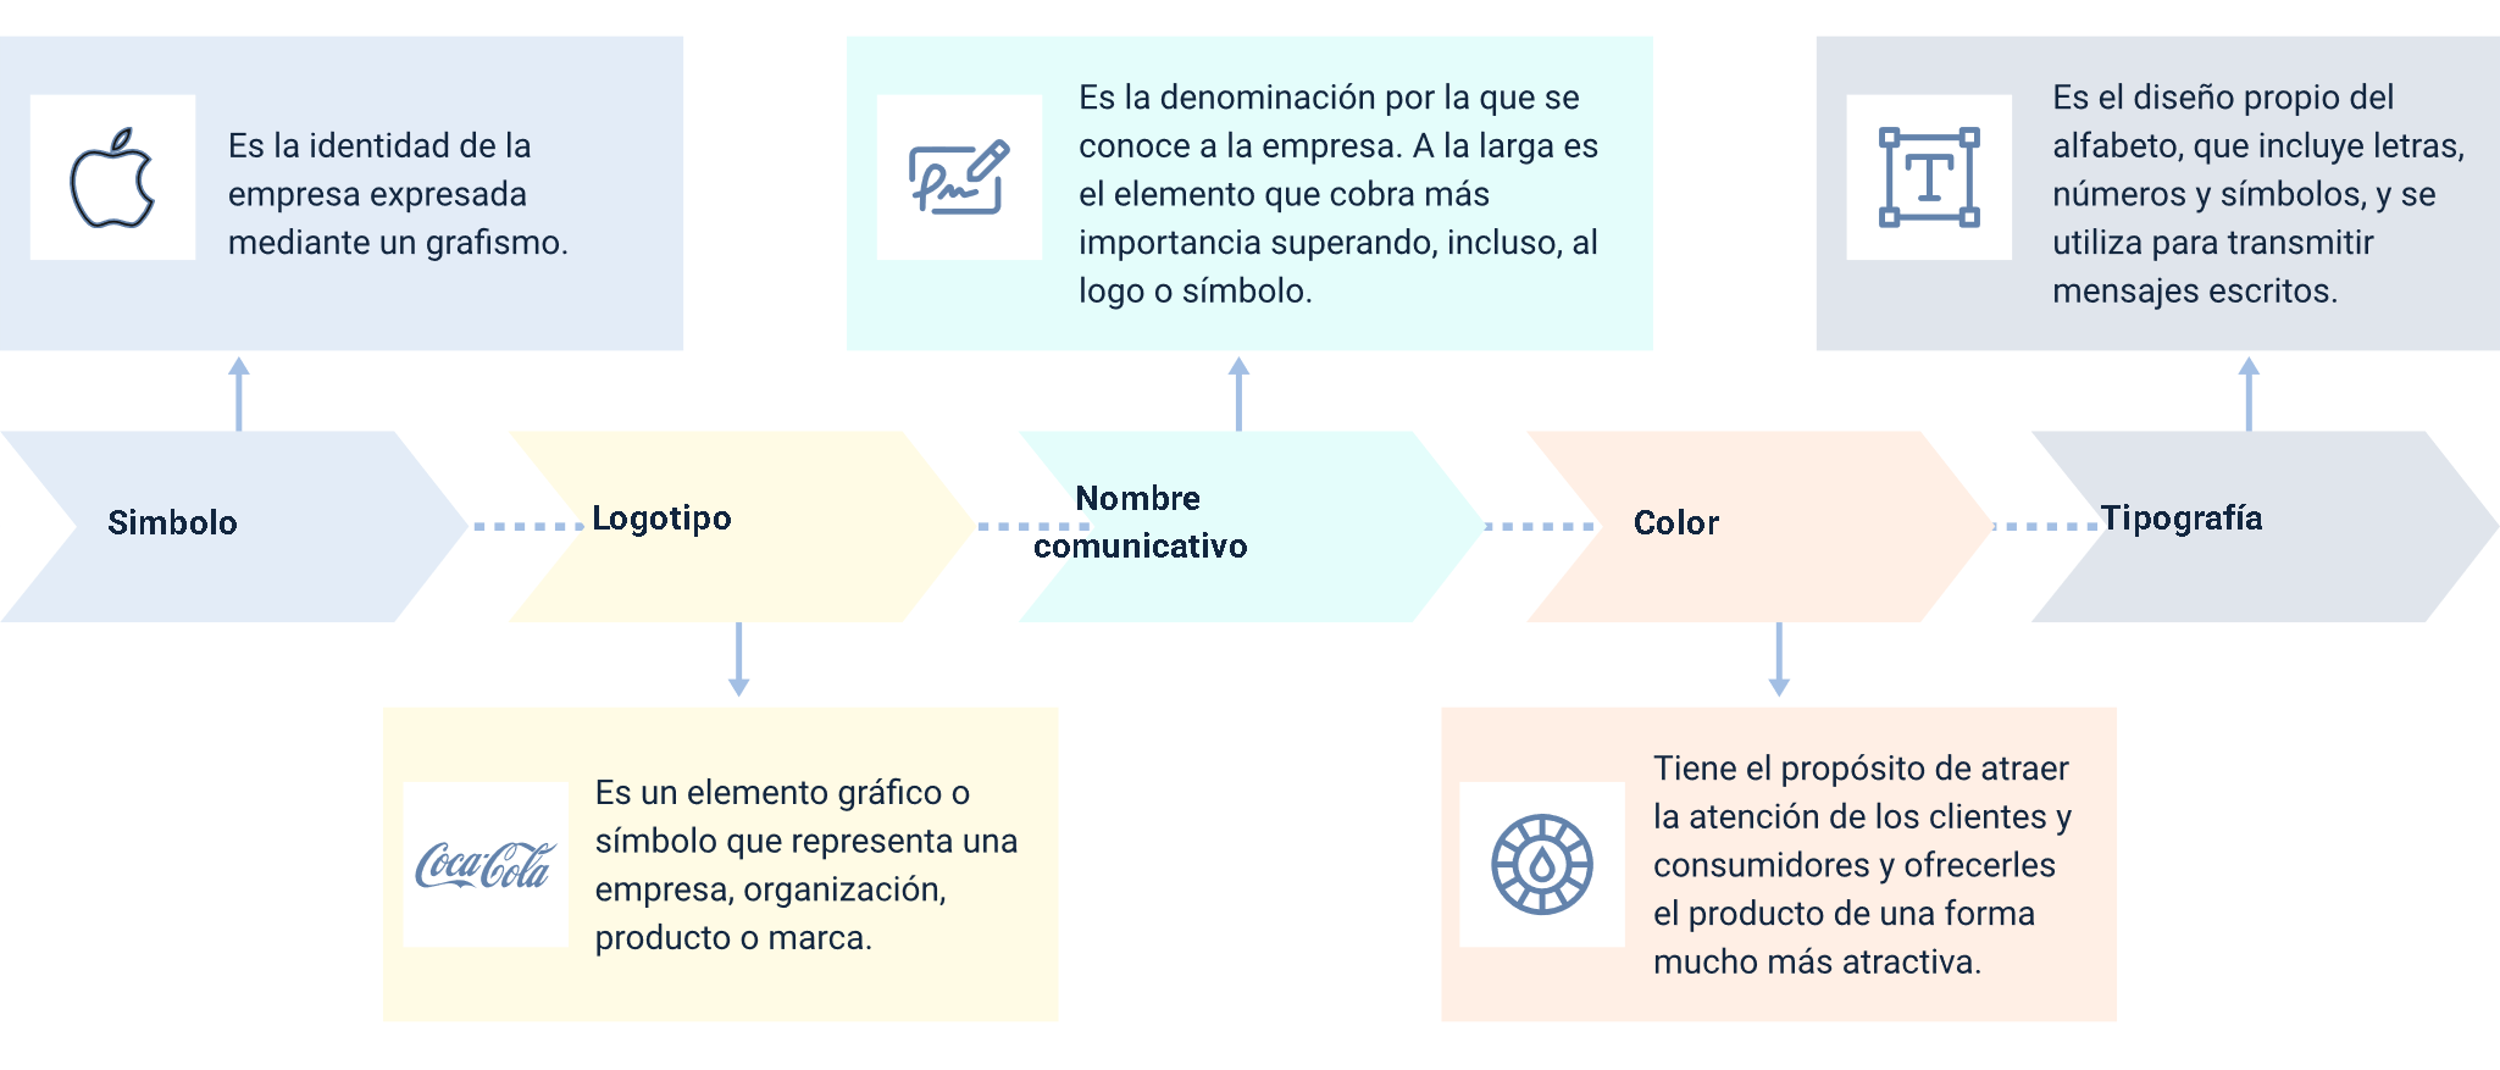 Es la identidad de la
empresa expresada
mediante un grafismo.
Es la denominación por la que se
conoce a la empresa. A la larga es
el elemento que cobra más
importancia superando, incluso, al
logo o símbolo.
Es el diseño propio del
alfabeto, que incluye letras,
números y símbolos, y se
utiliza para transmitir
mensajes escritos.
Simbolo
Logotipo
Nombre
comunicativo
Color
Tipografía
Coca-Cola
Es un elemento gráfico o
símbolo que representa una
empresa, organización,
producto o marca.
Tiene el propósito de atraer
la atención de los clientes y
consumidores y ofrecerles
el producto de una forma
mucho más atractiva.